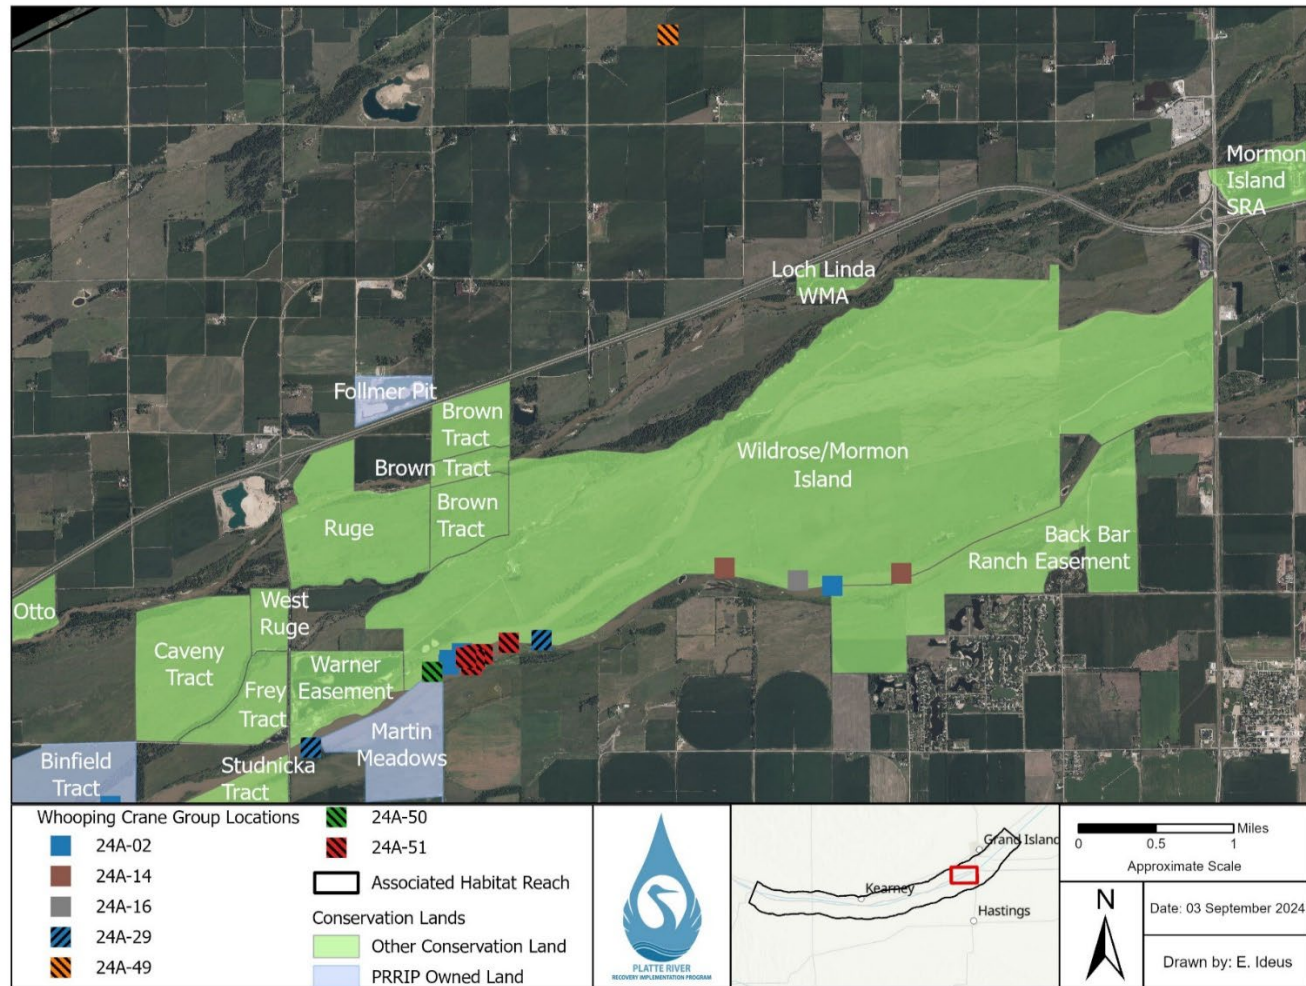 Mormon
Island
SRA
Loch Linda
WMA
Follmer Pit
Brown
Tract
Brown Tract
Brown
Tract
Wildrose/Mormon
Island
Ruge
Back Bar
Ranch Easement
Otto
West
Ruge
Caveny
Tract
Warner
Easement
Frey
Tract
Martin
Meadows
Binfield
Tract
Studnicka
Tract
Whooping Crane Group Locations
24A-02
24A-14
24A-16
24A-29
24A-49
24A-50
24A-51
Associated Habitat Reach
Conservation Lands
Other Conservation Land
PRRIP Owned Land
PLATTE RIVER
RECOVERY IMPLEMENTATION PROGRAM
Grand Island
Kearney
Hastings
Miles
0 0.5 1
Approximate Scale
N
Date: 03 September 2024
Drawn by: E. Ideus